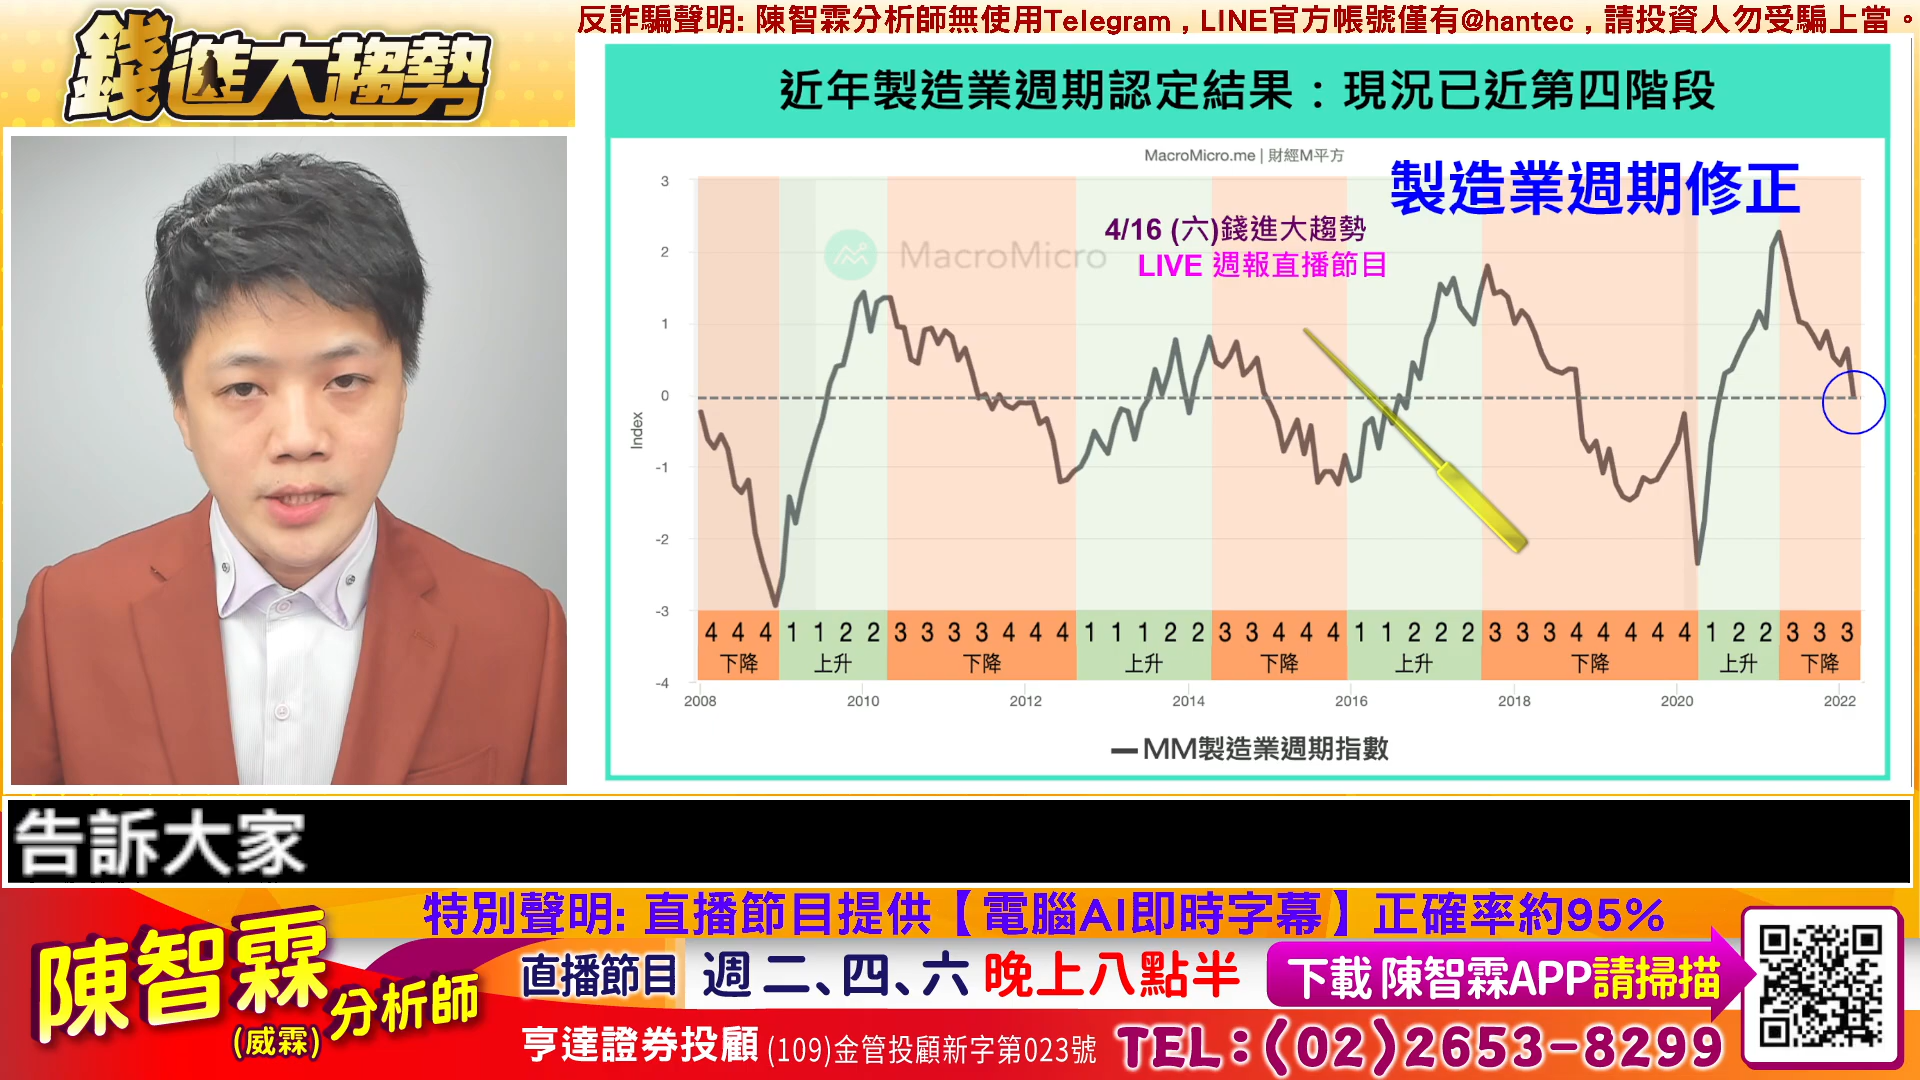 反詐騙聲明: 陳智霖分析師無使用Telegram , LINE官方帳號僅有@hantec , 請投資人勿受騙上當。
錢進大趨勢
近年製造業週期認定結果：現況已近第四階段
MacroMicro.me | 財經M平方
製造業週期修正
4/16 (六)錢進大趨勢
LIVE 週報直播節目
MacroMicro
3
2
1
0
-1
-2
-3
-4
Index
4 4 4 1 1 2 2 3 3 3 3 4 4 4 1 1 1 2 2 3 3 4 4 4 1 1 2 2 2 3 3 3 4 4 4 4 4 1 2 2 3 3 3
下降 上升 下降 上升 下降 上升 下降 上升 下降
2008 2010 2012 2014 2016 2018 2020 2022
MM製造業週期指數
告訴大家
特別聲明: 直播節目提供【電腦AI即時字幕】正確率約95%
陳智霖分析師
(威霖)
直播節目 週二、四、六 晚上八點半
下載 陳智霖APP請掃描
亨達證券投顧 (109)金管投顧新字第023號 TEL:(02)2653-8299